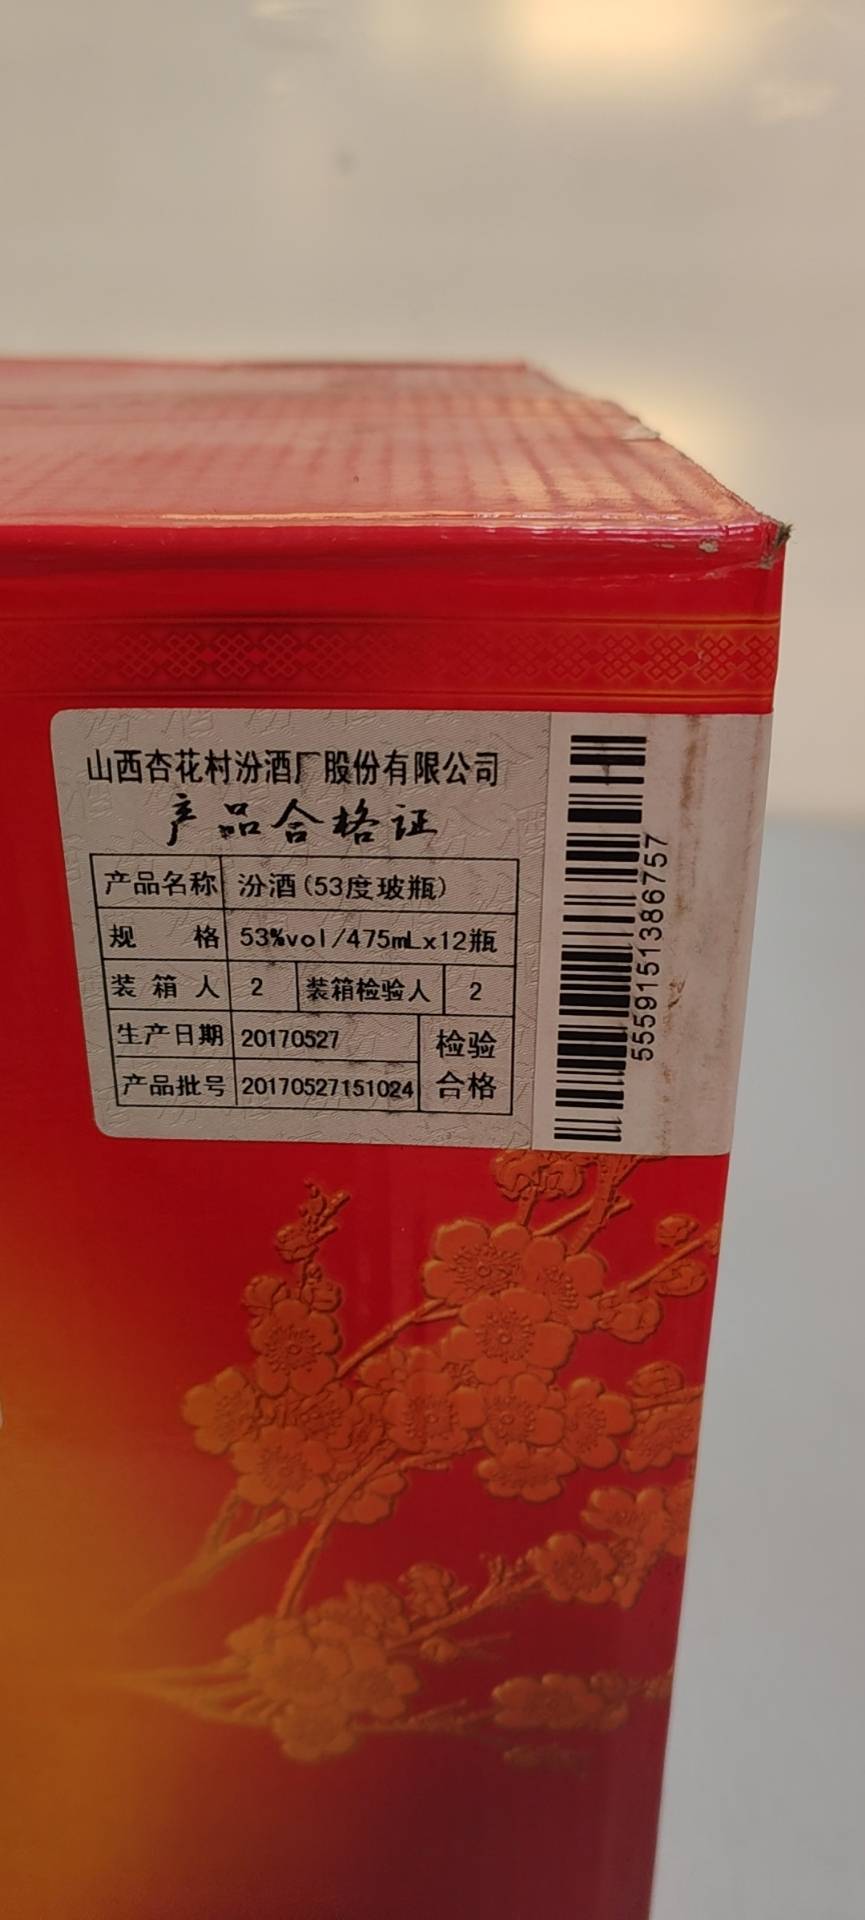 山西杏花村汾酒厂股份有限公司
产品合格证
产品名称 汾酒(53度玻瓶)
规 格 53%vol/475mLx12瓶
装箱人 2 装箱检验人 2
生产日期 20170527 检验
产品批号 20170527151024 合格
5559151386757